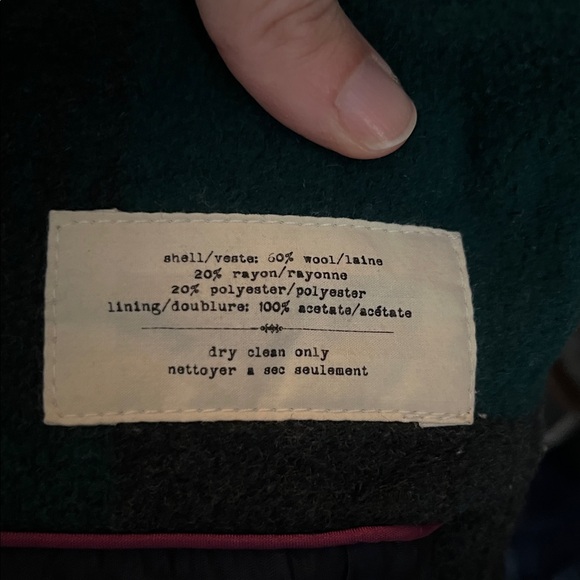 shell/veste: 60% wool/laine
20% rayon/rayonne
20% polyester/polyester
lining/doublure: 100% acetate/acétate
dry clean only
nettoyer a sec seulement